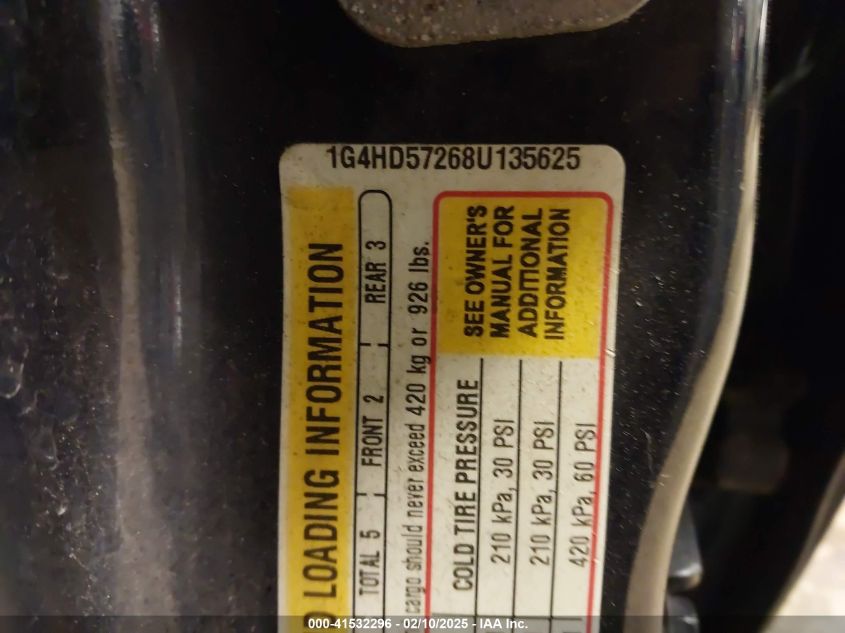 1G4HD57268U135625
LOADING INFORMATION
TOTAL 5 FRONT 2 REAR 3
cargo should never exceed 420 kg or 926 lbs.
COLD TIRE PRESSURE
210 kPa, 30 PSI
210 kPa, 30 PSI
420 kPa, 60 PSI
SEE OWNER'S
MANUAL FOR
ADDITIONAL
INFORMATION
000-41532296 - 02/10/2025 - IAA Inc.